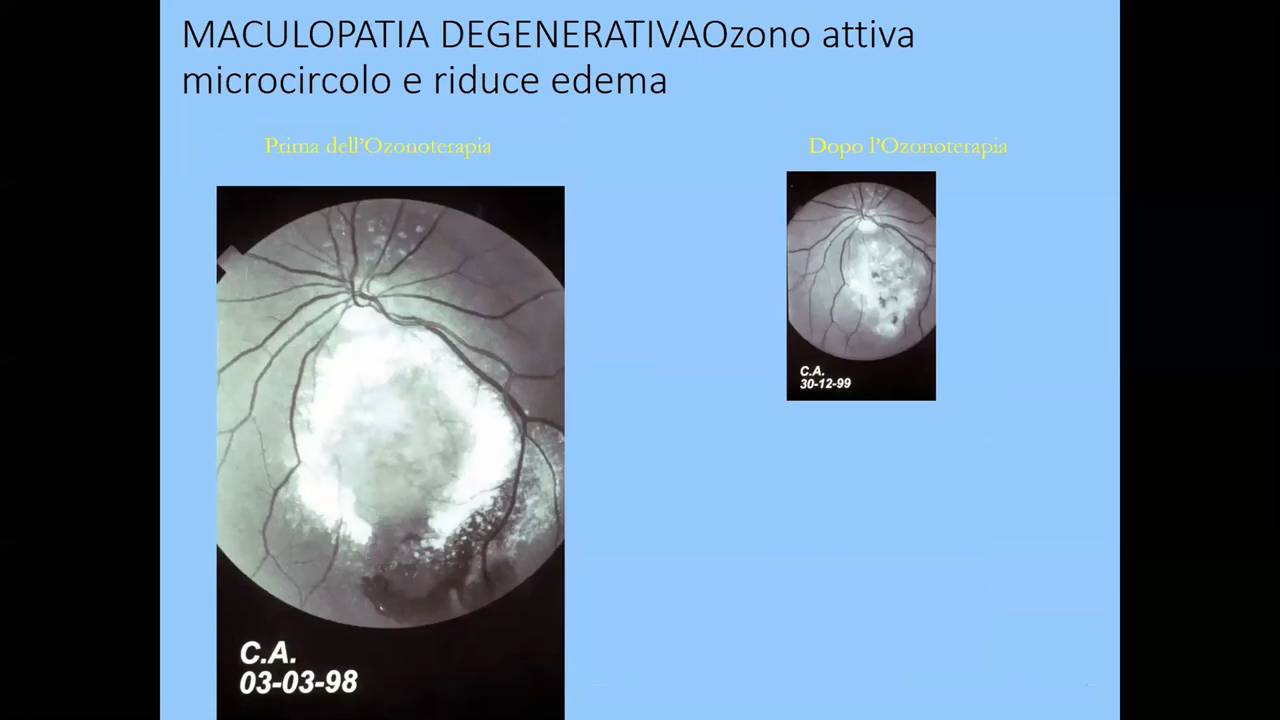 MACULOPATIA DEGENERATIVAOzono attiva
microcircolo e riduce edema
Prima dell'Ozonoterapia
Dopo l'Ozonoterapia
C.A.
03-03-98
C.A.
30-12-99